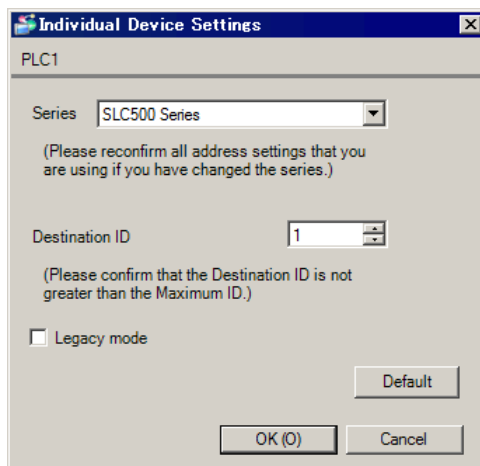 Individual Device Settings
PLC1
Series SLC500 Series
(Please reconfirm all address settings that you
are using if you have changed the series.)
Destination ID 1
(Please confirm that the Destination ID is not
greater than the Maximum ID.)
Legacy mode
Default
OK (O) Cancel